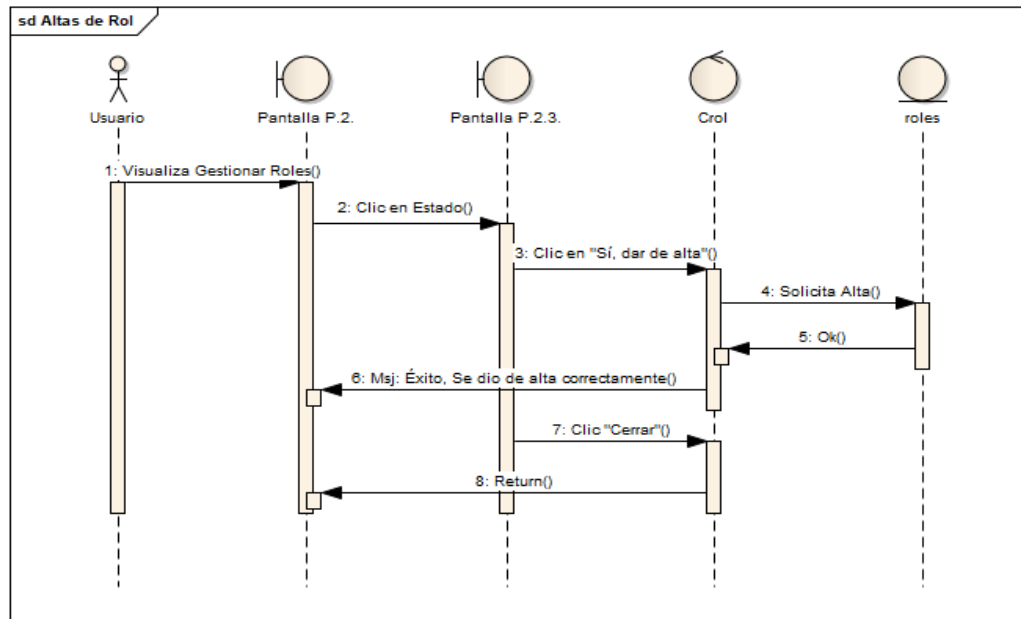 sd Altas de Rol
Usuario
Pantalla P.2.
Pantalla P.2.3.
Crol
roles
1: Visualiza Gestionar Roles()
2: Clic en Estado()
3: Clic en "Sí, dar de alta"()
4: Solicita Alta()
5: Ok()
6: Msj: Éxito, Se dio de alta correctamente()
7: Clic "Cerrar"()
8: Return()